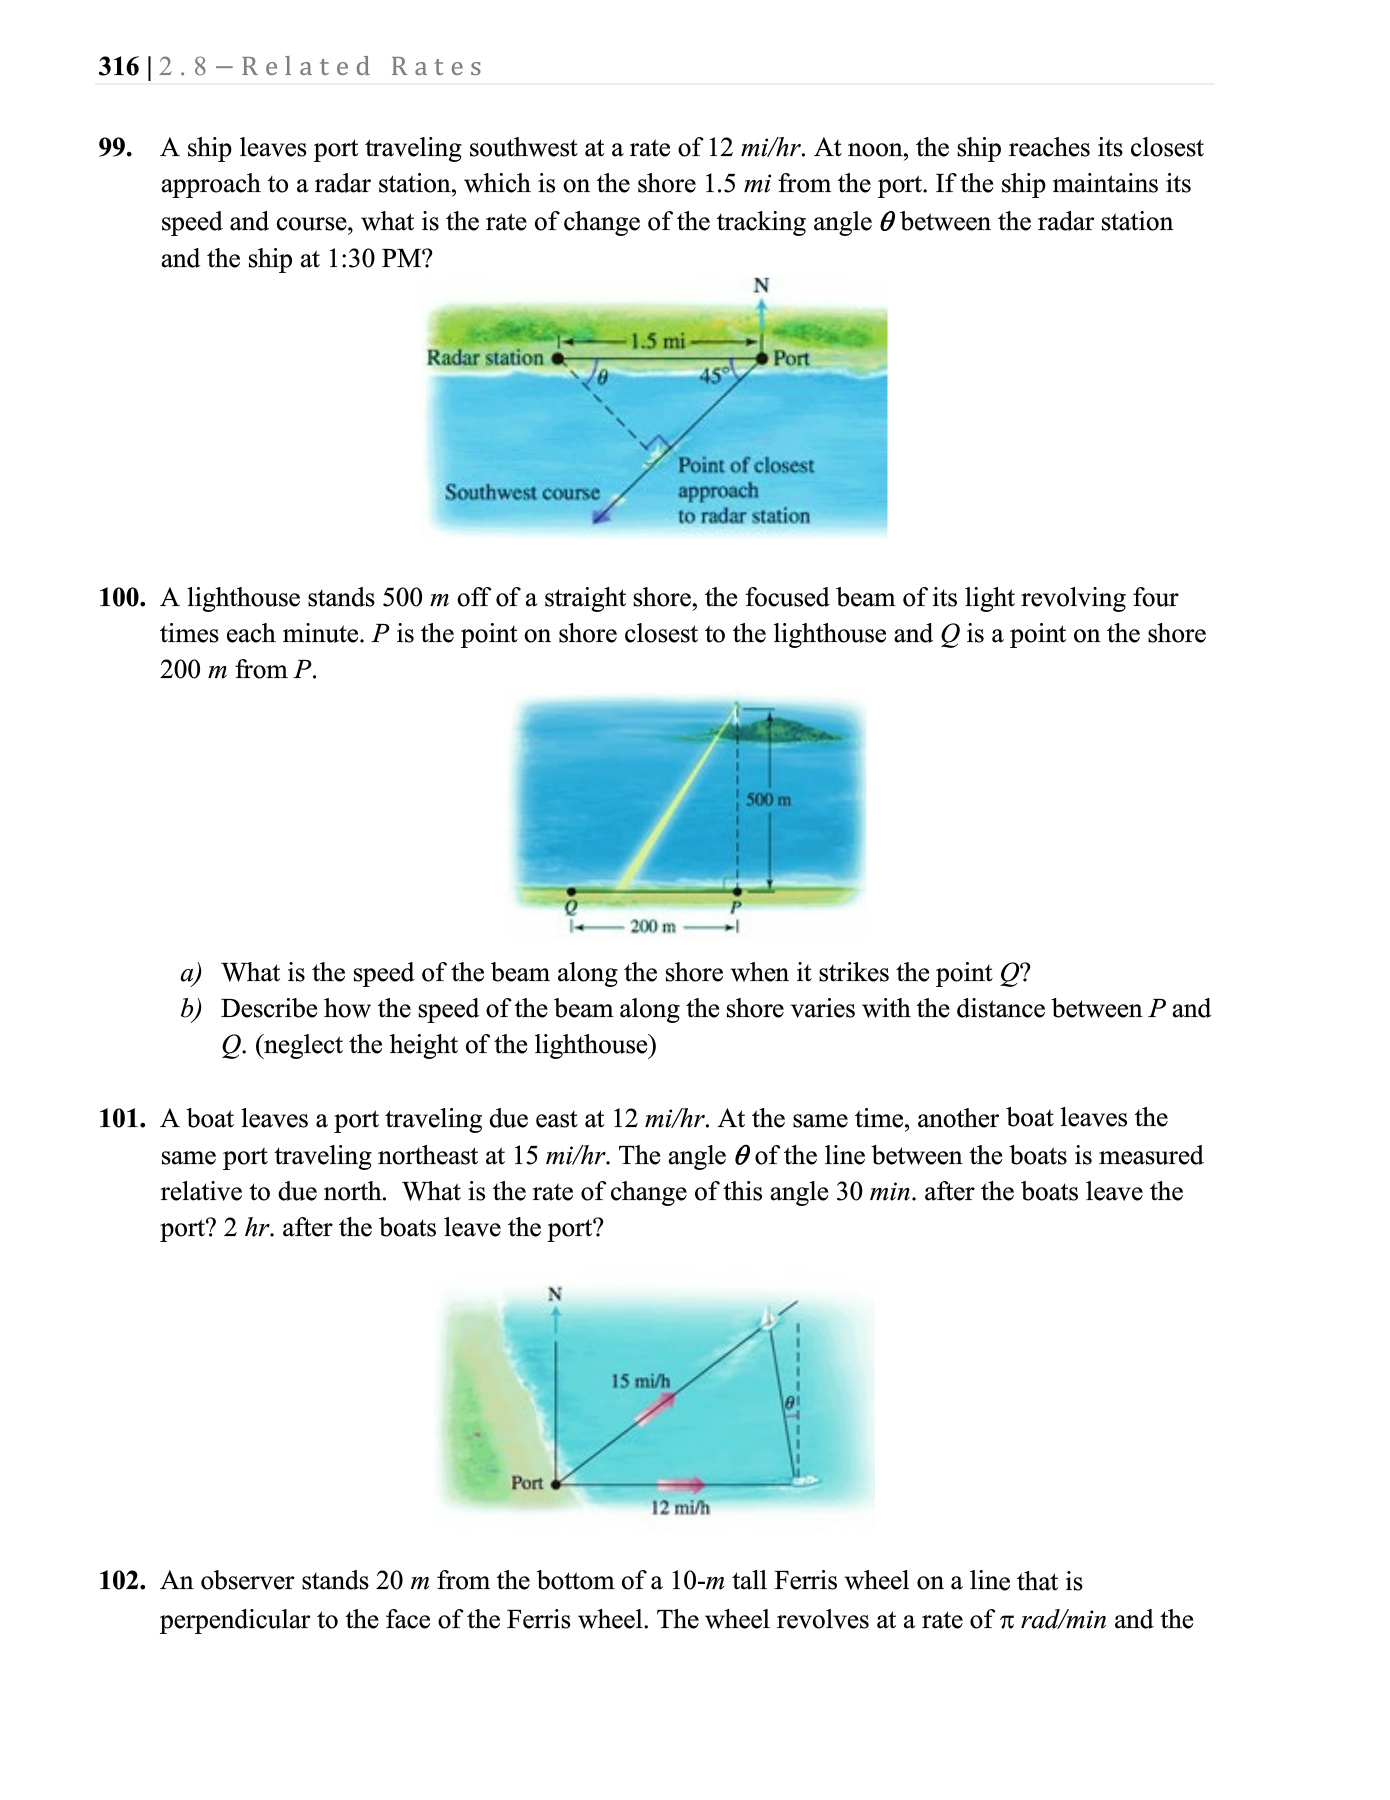 316 | 2.8 – Related Rates
99. A ship leaves port traveling southwest at a rate of 12 mi/hr. At noon, the ship reaches its closest
approach to a radar station, which is on the shore 1.5 mi from the port. If the ship maintains its
speed and course, what is the rate of change of the tracking angle θ between the radar station
and the ship at 1:30 PM?
N
1.5 mi
Radar station
Port
θ
45°
Point of closest
approach
to radar station
Southwest course
100. A lighthouse stands 500 m off of a straight shore, the focused beam of its light revolving four
times each minute. P is the point on shore closest to the lighthouse and Q is a point on the shore
200 m from P.
500 m
Q
P
200 m
a) What is the speed of the beam along the shore when it strikes the point Q?
b) Describe how the speed of the beam along the shore varies with the distance between P and
Q. (neglect the height of the lighthouse)
101. A boat leaves a port traveling due east at 12 mi/hr. At the same time, another boat leaves the
same port traveling northeast at 15 mi/hr. The angle θ of the line between the boats is measured
relative to due north. What is the rate of change of this angle 30 min. after the boats leave the
port? 2 hr. after the boats leave the port?
N
15 mi/h
θ
Port
12 mi/h
102. An observer stands 20 m from the bottom of a 10-m tall Ferris wheel on a line that is
perpendicular to the face of the Ferris wheel. The wheel revolves at a rate of π rad/min and the